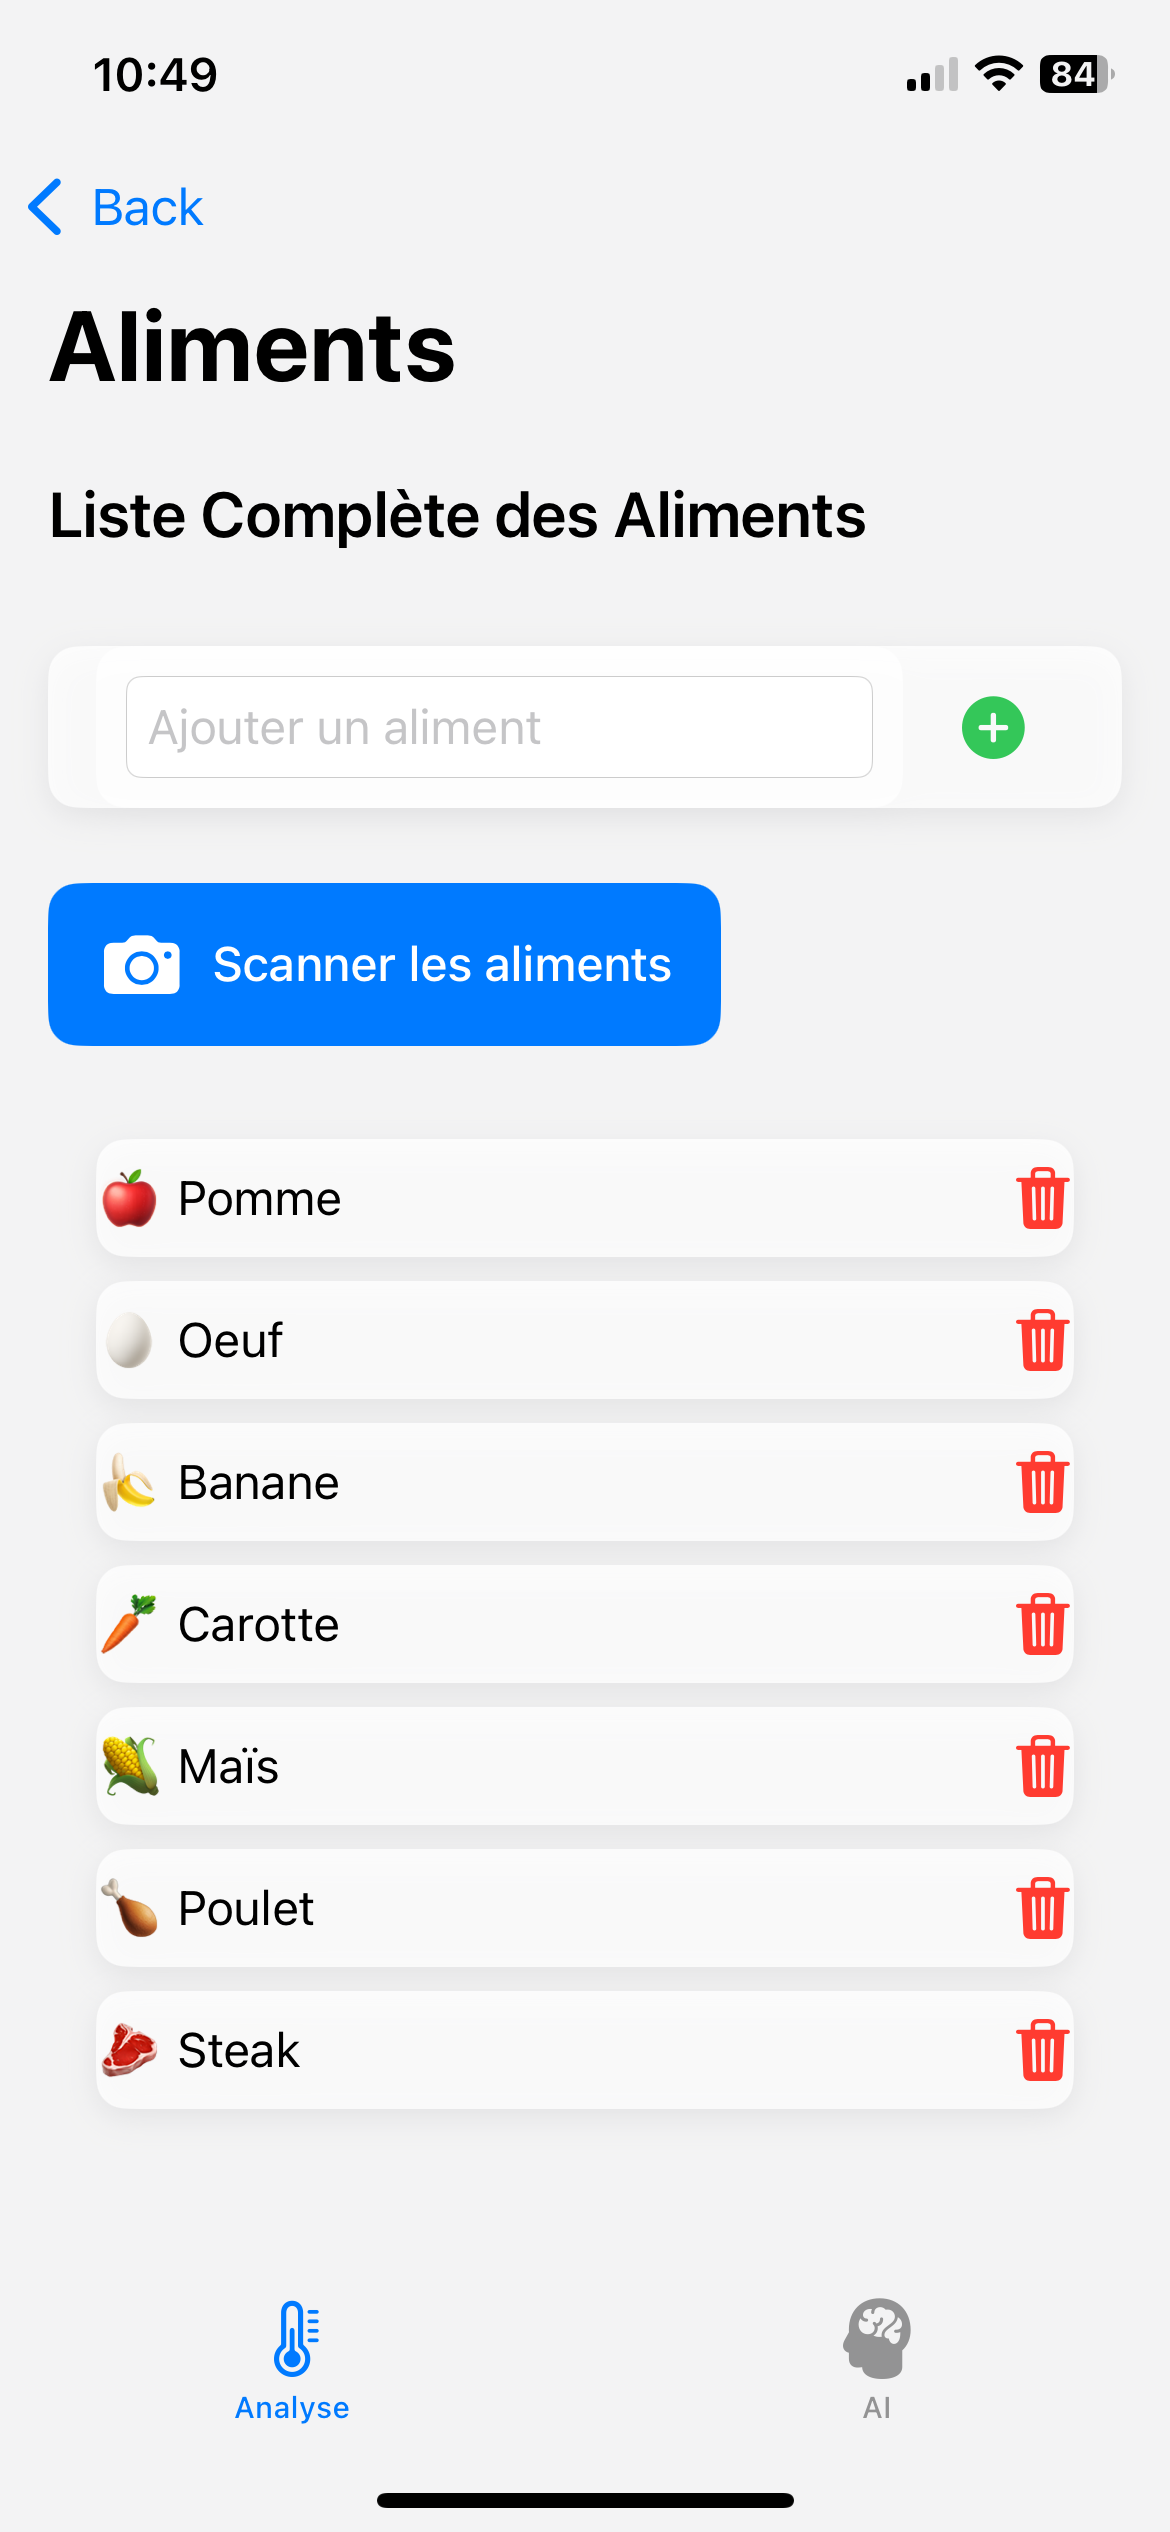 10:49
84
Back
Aliments
Liste Complète des Aliments
Ajouter un aliment
Scanner les aliments
Pomme
Oeuf
Banane
Carotte
Maïs
Poulet
Steak
Analyse
AI